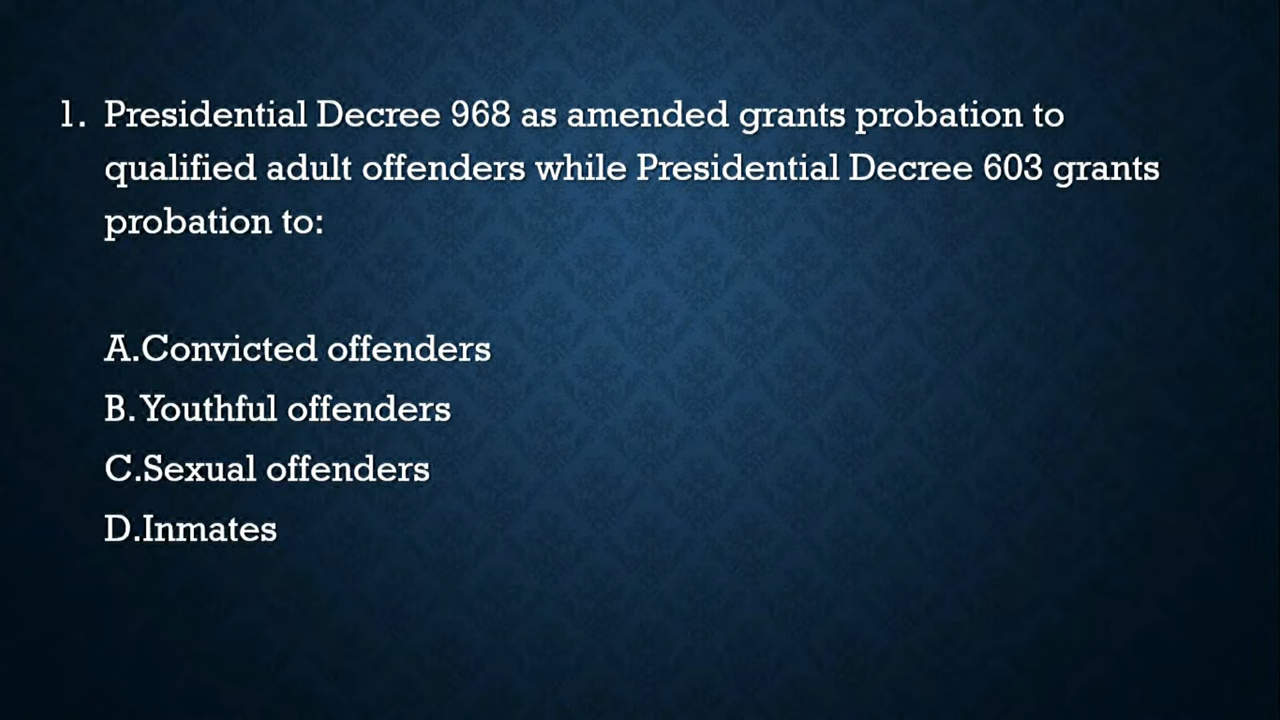 1. Presidential Decree 968 as amended grants probation to
qualified adult offenders while Presidential Decree 603 grants
probation to:
A.Convicted offenders
B.Youthful offenders
C.Sexual offenders
D.Inmates